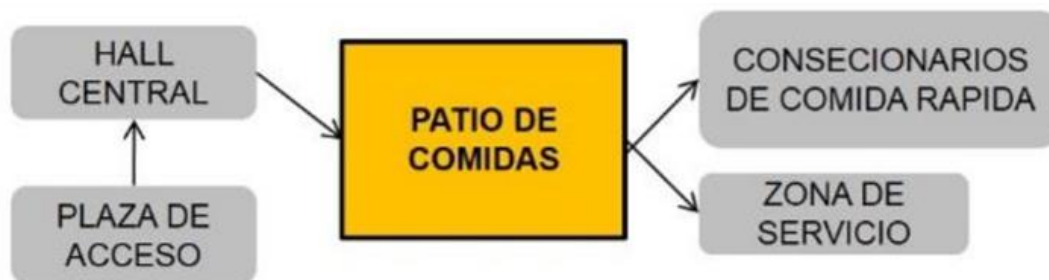 HALL
CENTRAL
PLAZA DE
ACCESO
PATIO DE
COMIDAS
CONSECIONARIOS
DE COMIDA RAPIDA
ZONA DE
SERVICIO